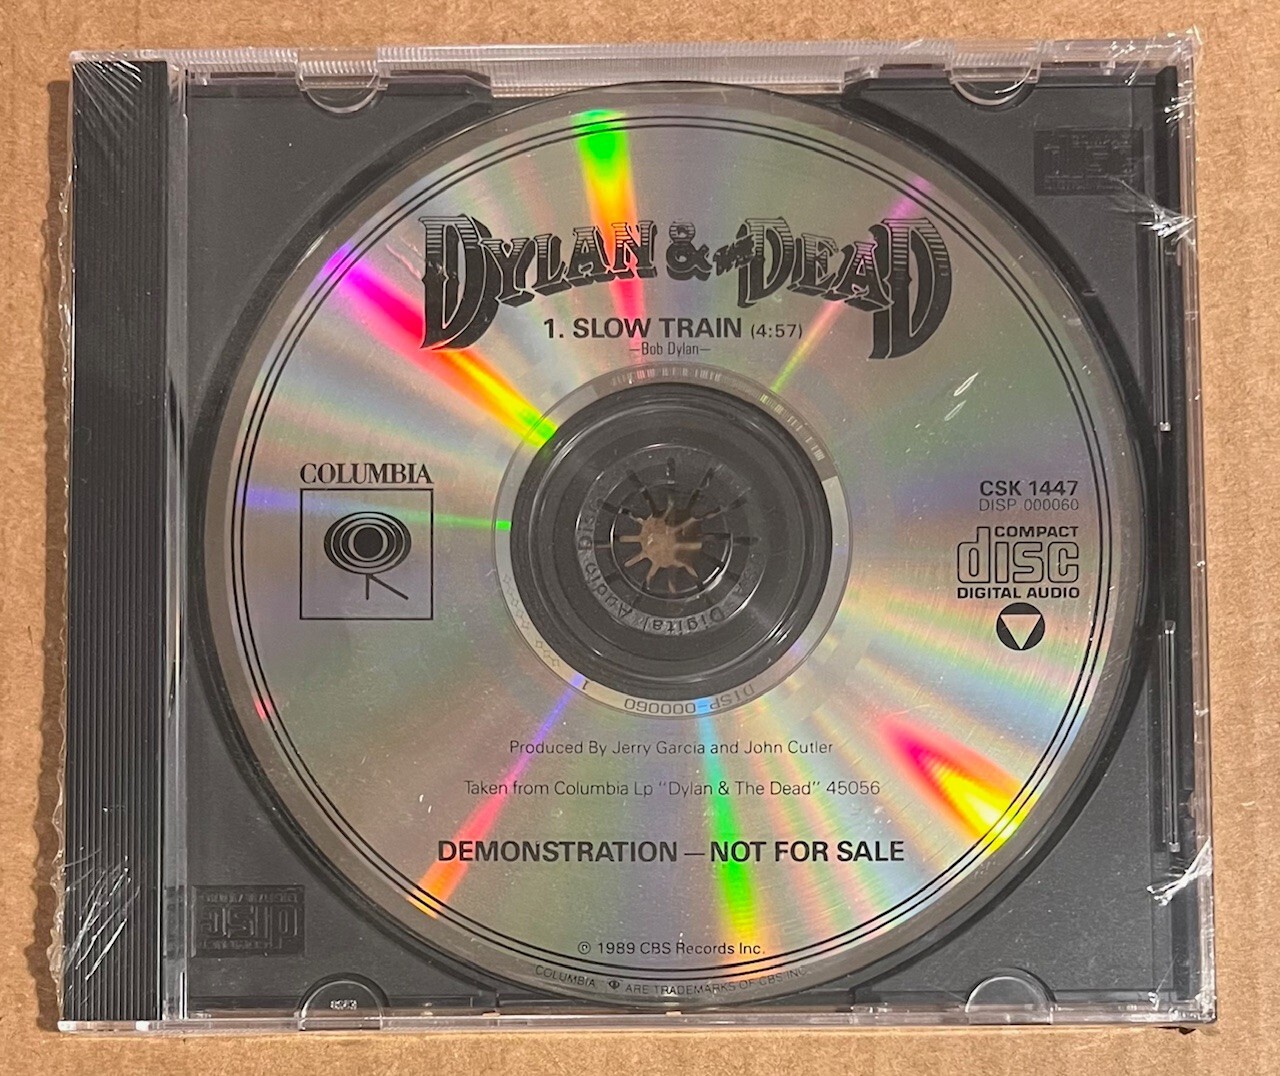 DYLAN & THE DEAD
1. SLOW TRAIN (4:57)
—Bob Dylan—
COLUMBIA
CSK 1447
DISP 000060
COMPACT
disc
DIGITAL AUDIO
DISP-000060 1
Produced By Jerry Garcia and John Cutler
Taken from Columbia Lp "Dylan & The Dead" 45056
DEMONSTRATION — NOT FOR SALE
℗ 1989 CBS Records Inc.
COLUMBIA, ARE TRADEMARKS OF CBS INC.